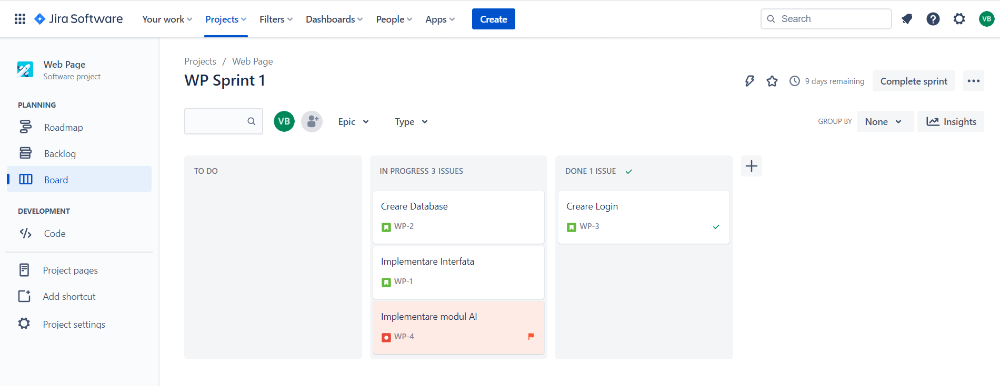 Jira Software Your work Projects Filters Dashboards People Apps Create Search VB
Web Page
Software project
PLANNING
Roadmap
Backlog
Board
DEVELOPMENT
Code
Project pages
Add shortcut
Project settings
Projects / Web Page
WP Sprint 1
9 days remaining Complete sprint
VB Epic Type GROUP BY None Insights
TO DO
IN PROGRESS 3 ISSUES
Creare Database
WP-2
Implementare Interfata
WP-1
Implementare modul AI
WP-4
DONE 1 ISSUE
Creare Login
WP-3